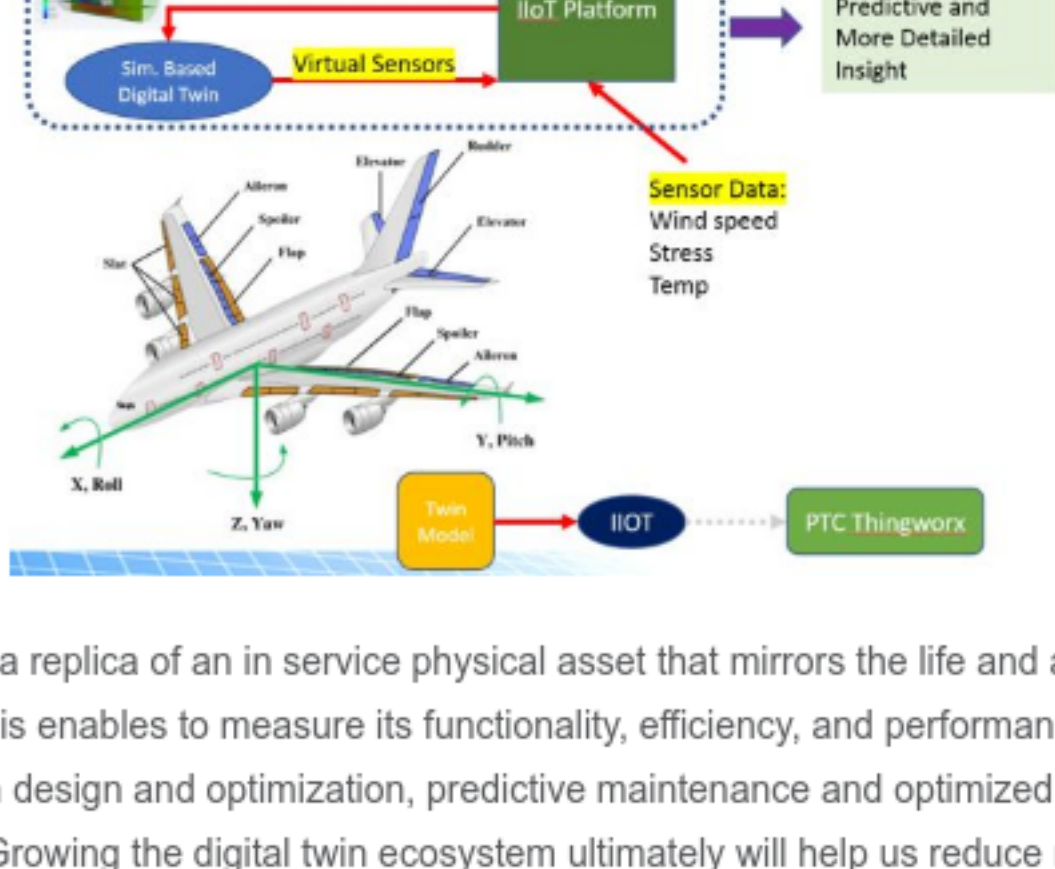 IIoT Platform
Predictive and
More Detailed
Insight
Sim. Based
Digital Twin
Virtual Sensors
Sensor Data:
Wind speed
Stress
Temp
Rudder
Elevator
Aileron
Spoiler
Elevator
Flap
Slat
Flap
Spoiler
Aileron
Y, Pitch
X, Roll
Z, Yaw
Twin
Model
IIOT
PTC Thingworx
a replica of an in service physical asset that mirrors the life and a
is enables to measure its functionality, efficiency, and performan
design and optimization, predictive maintenance and optimized
Growing the digital twin ecosystem ultimately will help us reduce